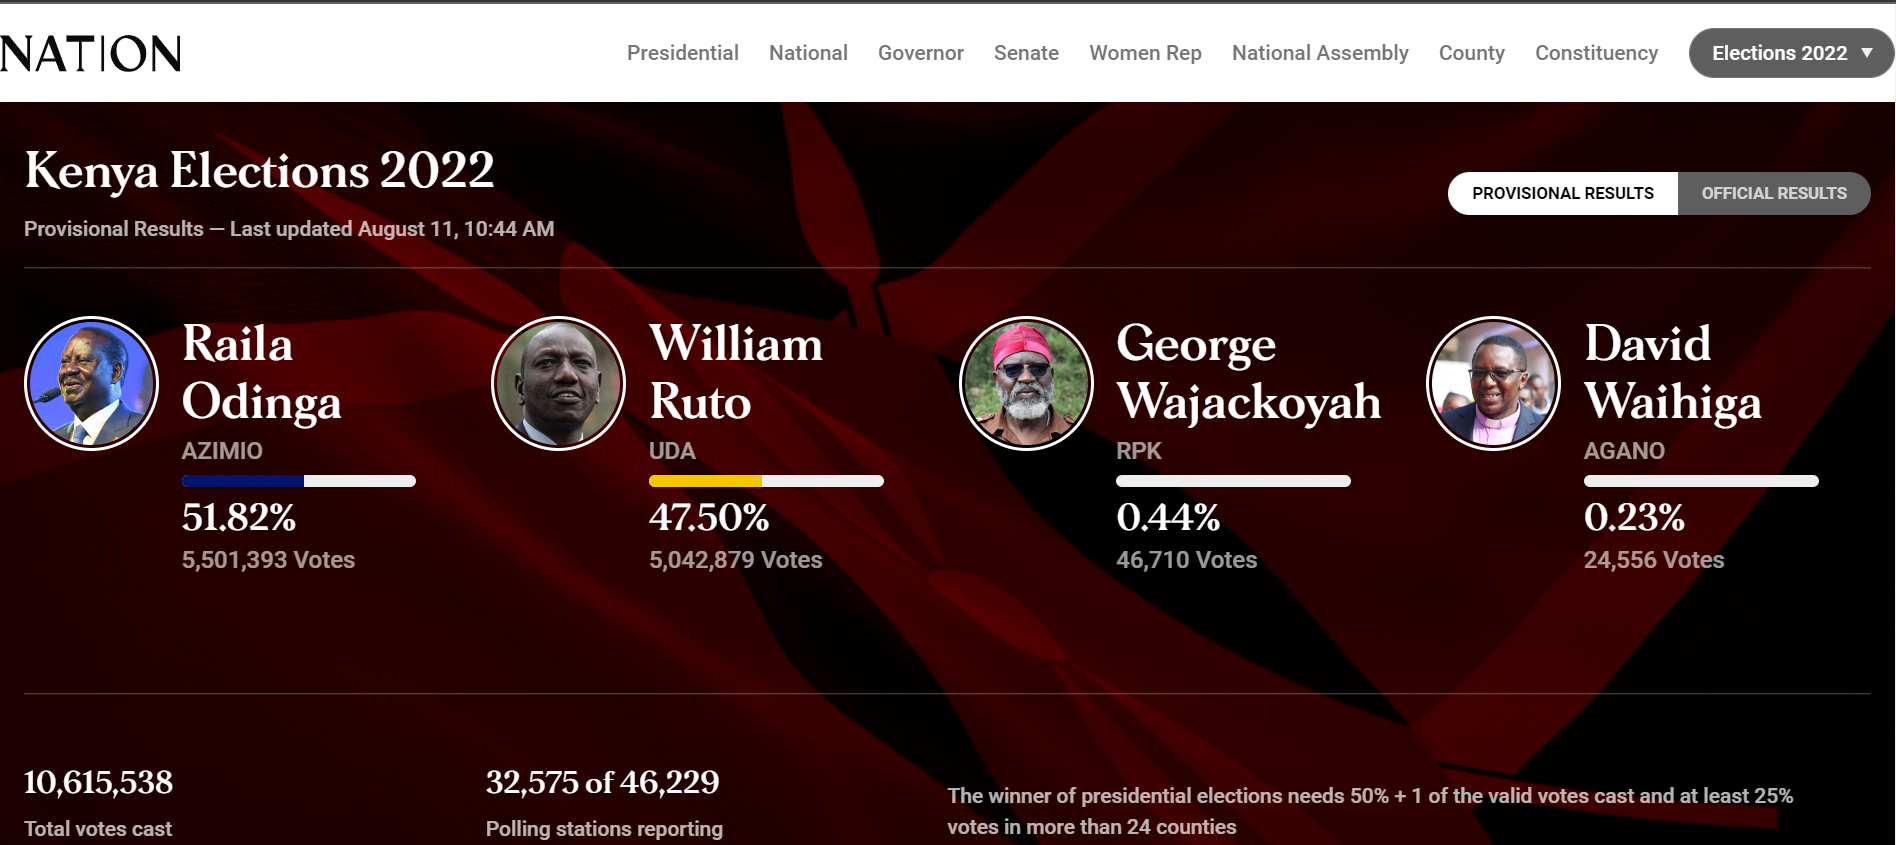 NATION
Presidential National Governor Senate Women Rep National Assembly County Constituency Elections 2022 ▼
Kenya Elections 2022
Provisional Results — Last updated August 11, 10:44 AM
PROVISIONAL RESULTS OFFICIAL RESULTS
Raila
Odinga
AZIMIO
51.82%
5,501,393 Votes
William
Ruto
UDA
47.50%
5,042,879 Votes
George
Wajackoyah
RPK
0.44%
46,710 Votes
David
Waihiga
AGANO
0.23%
24,556 Votes
10,615,538
Total votes cast
32,575 of 46,229
Polling stations reporting
The winner of presidential elections needs 50% + 1 of the valid votes cast and at least 25%
votes in more than 24 counties